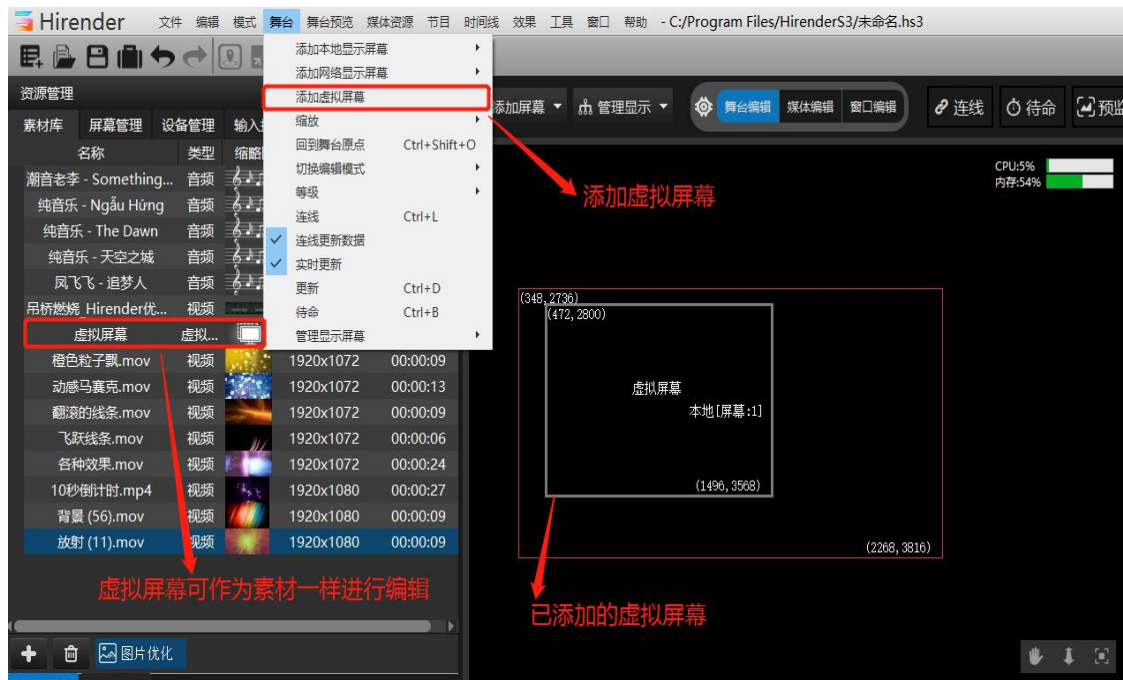 Hirender 文件 编辑 模式 舞台 舞台预览 媒体资源 节目 时间线 效果 工具 窗口 帮助 - C:/Program Files/HirenderS3/未命名.hs3
添加本地显示屏幕
添加网络显示屏幕
添加虚拟屏幕
缩放
回到舞台原点 Ctrl+Shift+O
切换编辑模式
等级
连线 Ctrl+L
连线更新数据
实时更新
更新 Ctrl+D
待命 Ctrl+B
管理显示屏幕
资源管理
素材库 屏幕管理 设备管理
名称 类型
潮音老李 - Something... 音频
纯音乐 - Ngẫu Hứng 音频
纯音乐 - The Dawn 音频
纯音乐 - 天空之城 音频
凤飞飞 - 追梦人 音频
吊桥燃烧_Hirender优... 视频
虚拟屏幕 虚拟...
橙色粒子飘.mov 视频 1920x1072 00:00:09
动感马赛克.mov 视频 1920x1072 00:00:13
翻滚的线条.mov 视频 1920x1072 00:00:09
飞跃线条.mov 视频 1920x1072 00:00:06
各种效果.mov 视频 1920x1072 00:00:24
10秒倒计时.mp4 视频 1920x1080 00:00:27
背景 (56).mov 视频 1920x1080 00:00:09
放射 (11).mov 视频 1920x1080 00:00:09
虚拟屏幕可作为素材一样进行编辑
图片优化
添加屏幕 管理显示 舞台编辑 媒体编辑 窗口编辑 连线 待命
CPU:5%
内存:54%
添加虚拟屏幕
(348,2736)
(472,2800)
虚拟屏幕
本地[屏幕:1]
(1496,3568)
(2268,3816)
已添加的虚拟屏幕